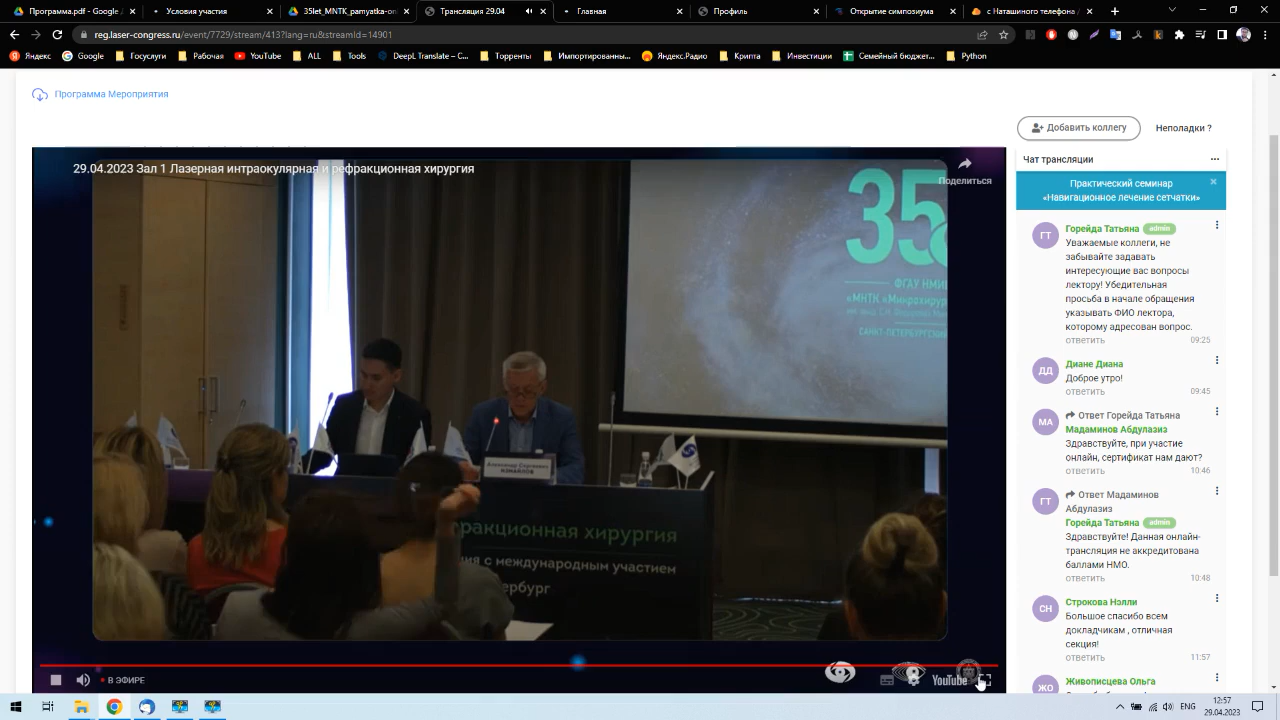 Программа.pdf - Google
Условия участия
35let_MNTK_pamyatka-on
Трансляция 29.04
Главная
Профиль
Открытие симпозиума
с Наташного телефона
reg.laser-congress.ru/event/7729/stream/413?lang=ru&streamId=14901
Яндекс
Google
Госуслуги
Рабочая
YouTube
ALL
Tools
DeepL Translate – С...
Торренты
Импортированны...
Яндекс.Радио
Крипта
Инвестиции
Семейный бюджет...
Python
Программа Мероприятия
Добавить коллегу
Неполадки ?
29.04.2023 Зал 1 Лазерная интраокулярная и рефракционная хирургия
Поделиться
35
ФГАУ НМИЦ
«МНТК «Микрохирур
САНКТ-ПЕТЕРБУРГСКИЙ
Александр Сергеевич
ИЗМАЙЛОВ
ракционная хирургия
ия с международным участием
ербург
В ЭФИРЕ
YouTube
Чат трансляции
Практический семинар
«Навигационное лечение сетчатки»
ГТ
Горейда Татьяна admin
Уважаемые коллеги, не
забывайте задавать
интересующие вас вопросы
лектору! Убедительная
просьба в начале обращения
указывать ФИО лектора,
которому адресован вопрос.
ответить 09:25
ДД
Диане Диана
Доброе утро!
ответить 09:45
МА
Ответ Горейда Татьяна
Мадаминов Абдулазиз
Здравствуйте, при участие
онлайн, сертификат нам дают?
ответить 10:46
ГТ
Ответ Мадаминов
Абдулазиз
Горейда Татьяна admin
Здравствуйте! Данная онлайн-
трансляция не аккредитована
баллами НМО.
ответить 10:48
СН
Строкова Нэлли
Большое спасибо всем
докладчикам , отличная
секция!
ответить 11:57
ЖО
Живописцева Ольга
ENG
12:57
29.04.2023